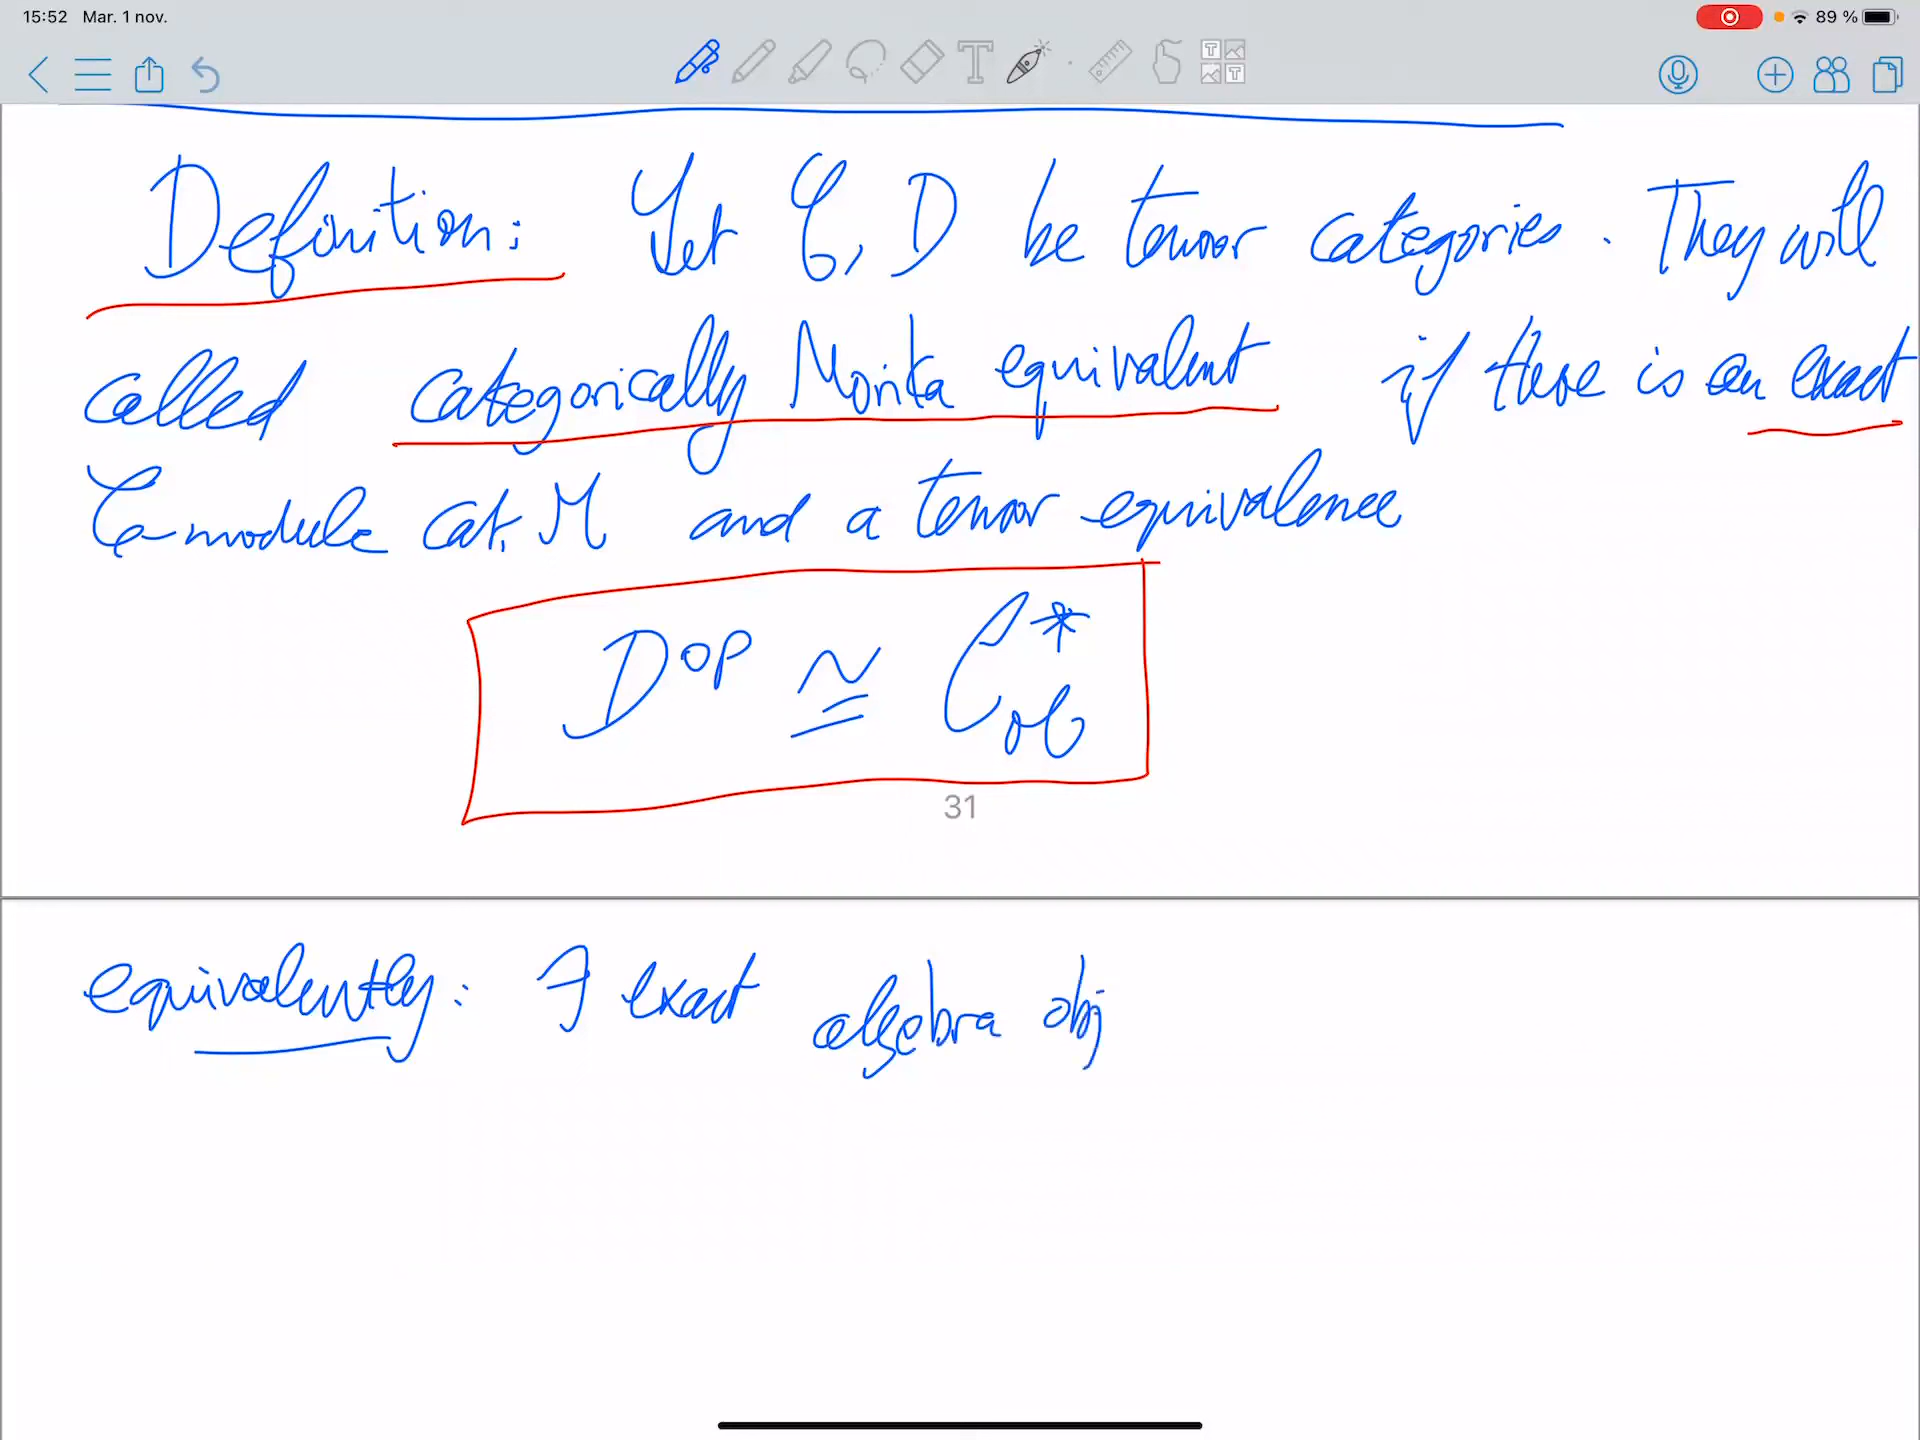 15:52 Mar. 1 nov. 89 %
Definition: Let C, D be tensor categories. They will
called categorically Morita equivalent if there is an exact
C-module cat. M and a tensor equivalence
D^op ≅ C*_M
31
equivalently: ∃ exact algebra obj